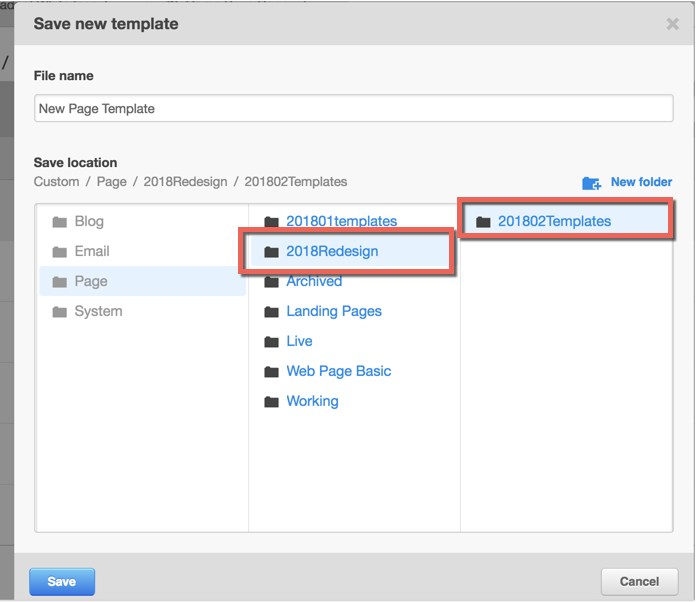 Save new template
File name
New Page Template
Save location
Custom / Page / 2018Redesign / 201802Templates
New folder
Blog
Email
Page
System
201801templates
2018Redesign
Archived
Landing Pages
Live
Web Page Basic
Working
201802Templates
Save
Cancel